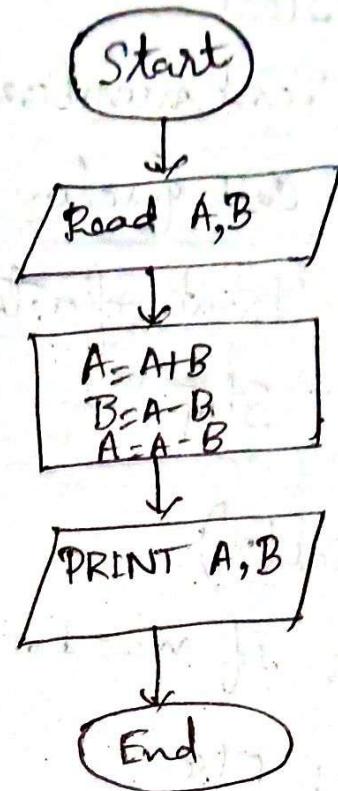 Start
Read A,B
A=A+B
B=A-B
A=A-B
PRINT A,B
End